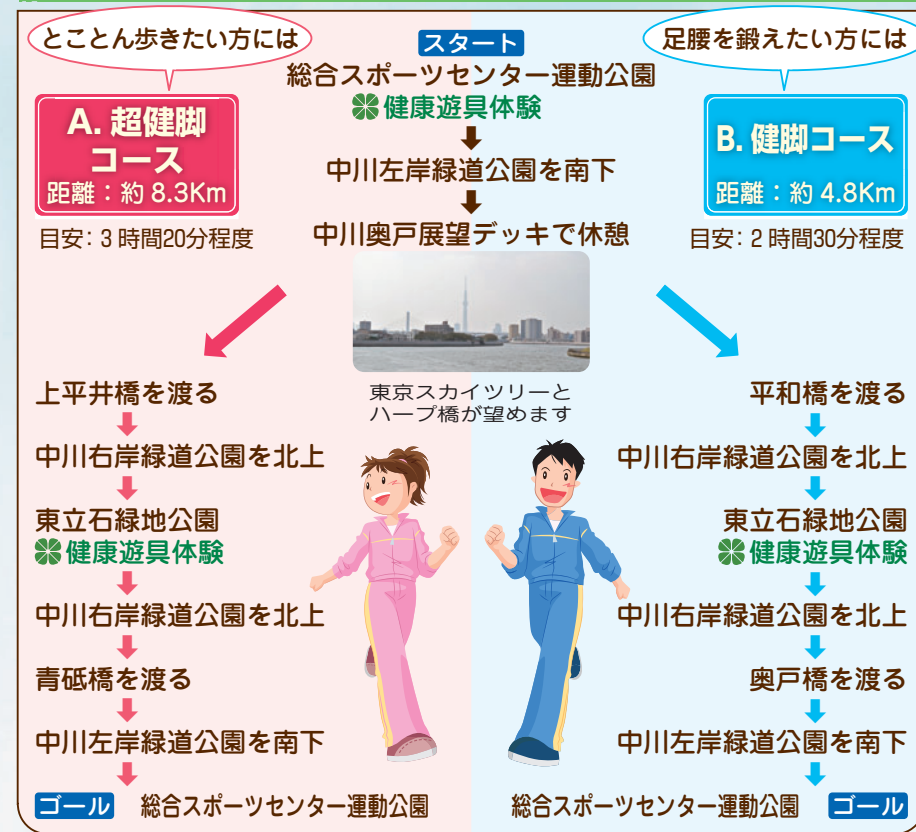 とことん歩きたい方には
A. 超健脚
コース
距離：約 8.3Km
目安：3 時間20分程度
スタート
総合スポーツセンター運動公園
健康遊具体験
中川左岸緑道公園を南下
中川奥戸展望デッキで休憩
東京スカイツリーと
ハープ橋が望めます
足腰を鍛えたい方には
B. 健脚コース
距離：約 4.8Km
目安：2 時間30分程度
上平井橋を渡る
中川右岸緑道公園を北上
東立石緑地公園
健康遊具体験
中川右岸緑道公園を北上
青砥橋を渡る
中川左岸緑道公園を南下
ゴール 総合スポーツセンター運動公園
平和橋を渡る
中川右岸緑道公園を北上
東立石緑地公園
健康遊具体験
中川右岸緑道公園を北上
奥戸橋を渡る
中川左岸緑道公園を南下
総合スポーツセンター運動公園 ゴール